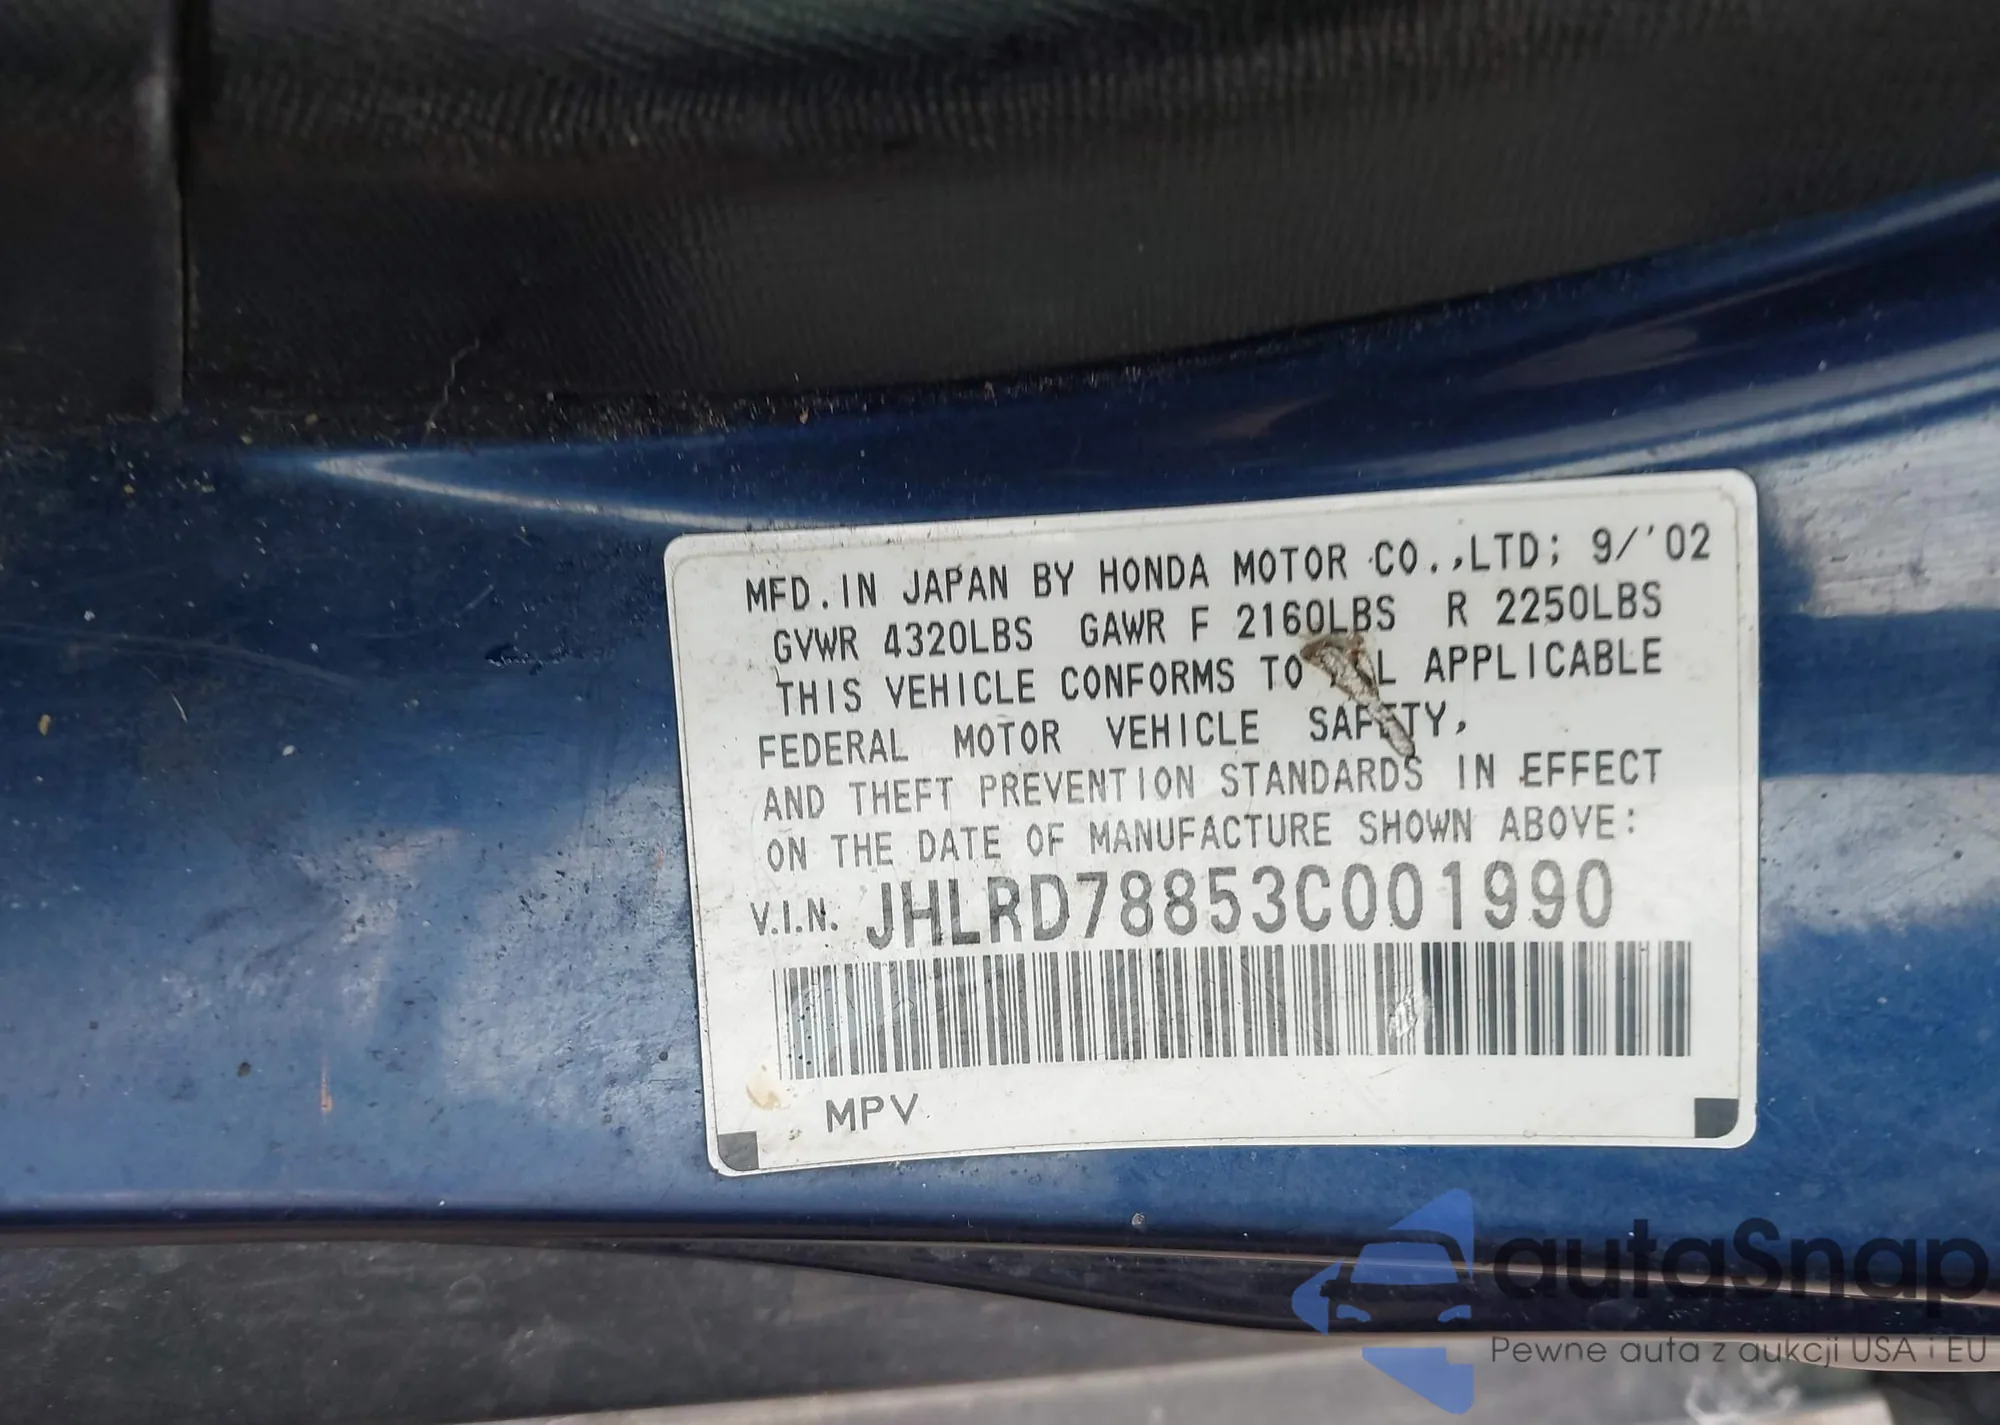 MFD. IN JAPAN BY HONDA MOTOR CO.,LTD; 9/'02
GVWR 4320LBS GAWR F 2160LBS R 2250LBS
THIS VEHICLE CONFORMS TO APPLICABLE
FEDERAL MOTOR VEHICLE SAFETY,
AND THEFT PREVENTION STANDARDS IN EFFECT
ON THE DATE OF MANUFACTURE SHOWN ABOVE:
V.I.N. JHLRD78853C001990
MPV
autaSnap
Pewne auta z aukcji USA i EU